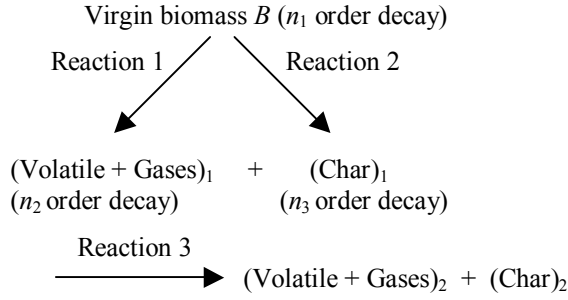 Virgin biomass B (n₁ order decay)
Reaction 1 Reaction 2
(Volatile + Gases)₁ + (Char)₁
(n₂ order decay) (n₃ order decay)
Reaction 3
(Volatile + Gases)₂ + (Char)₂